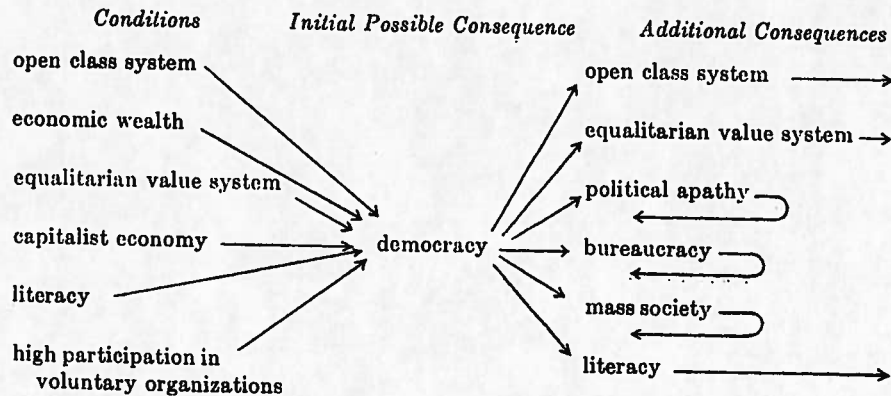 Conditions
Initial Possible Consequence
Additional Consequences
open class system
economic wealth
equalitarian value system
capitalist economy
literacy
high participation in
voluntary organizations
democracy
open class system
equalitarian value system
political apathy
bureaucracy
mass society
literacy